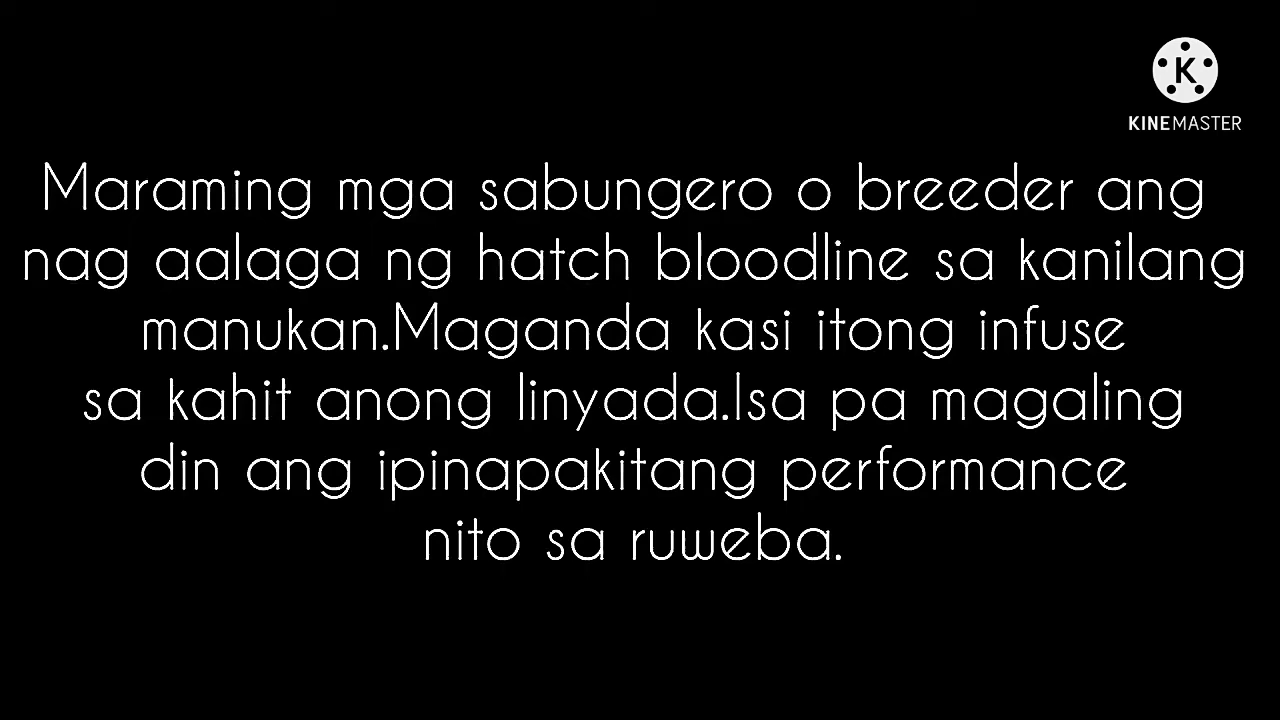 K
KINEMASTER
Maraming mga sabungero o breeder ang
nag aalaga ng hatch bloodline sa kanilang
manukan.Maganda kasi itong infuse
sa kahit anong linyada.Isa pa magaling
din ang ipinapakitang performance
nito sa ruweba.